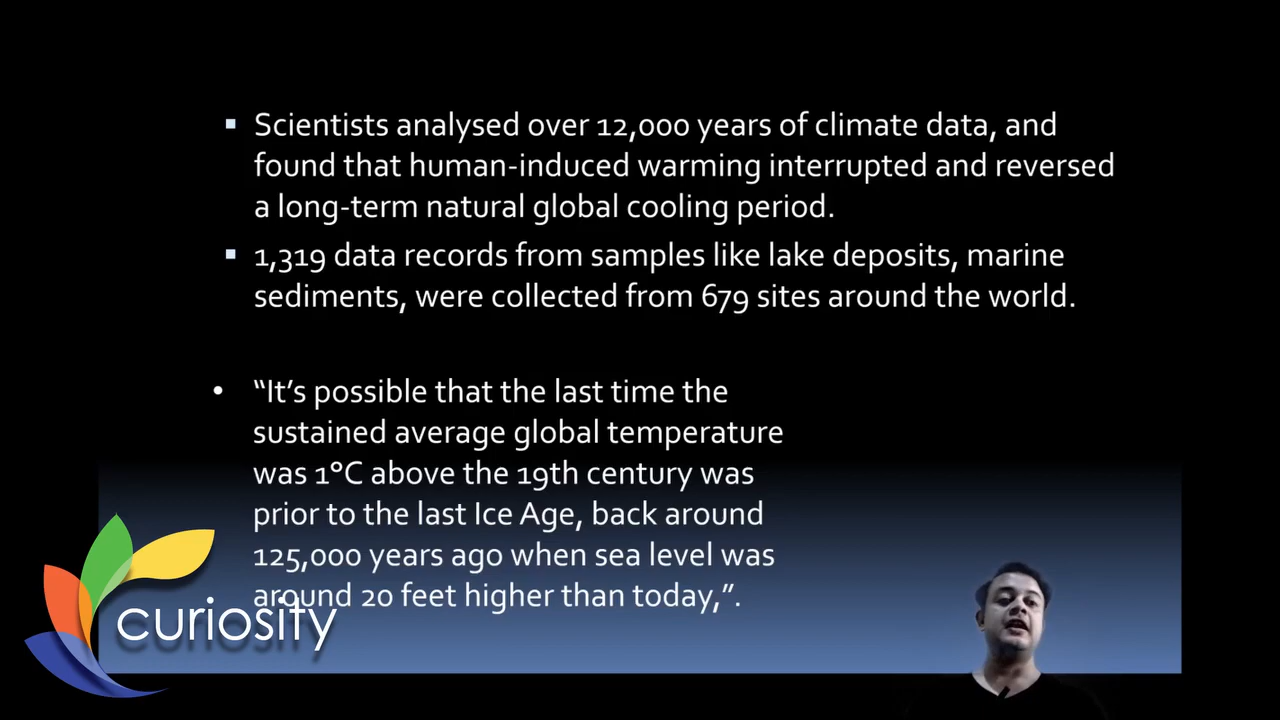 ▪ Scientists analysed over 12,000 years of climate data, and
found that human-induced warming interrupted and reversed
a long-term natural global cooling period.
▪ 1,319 data records from samples like lake deposits, marine
sediments, were collected from 679 sites around the world.
• “It’s possible that the last time the
sustained average global temperature
was 1°C above the 19th century was
prior to the last Ice Age, back around
125,000 years ago when sea level was
around 20 feet higher than today,”.
curiosity